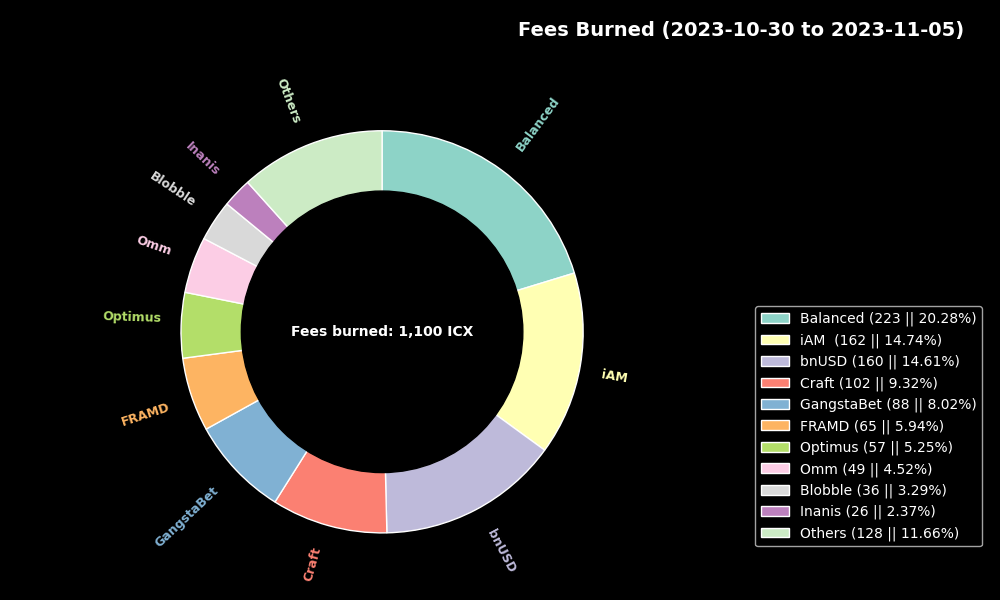 Fees Burned (2023-10-30 to 2023-11-05)
Others
Balanced
Inanis
Blobble
Omm
Optimus
Fees burned: 1,100 ICX
iAM
FRAMD
GangstaBet
Craft
bnUSD
Balanced (223 || 20.28%)
iAM  (162 || 14.74%)
bnUSD (160 || 14.61%)
Craft (102 || 9.32%)
GangstaBet (88 || 8.02%)
FRAMD (65 || 5.94%)
Optimus (57 || 5.25%)
Omm (49 || 4.52%)
Blobble (36 || 3.29%)
Inanis (26 || 2.37%)
Others (128 || 11.66%)